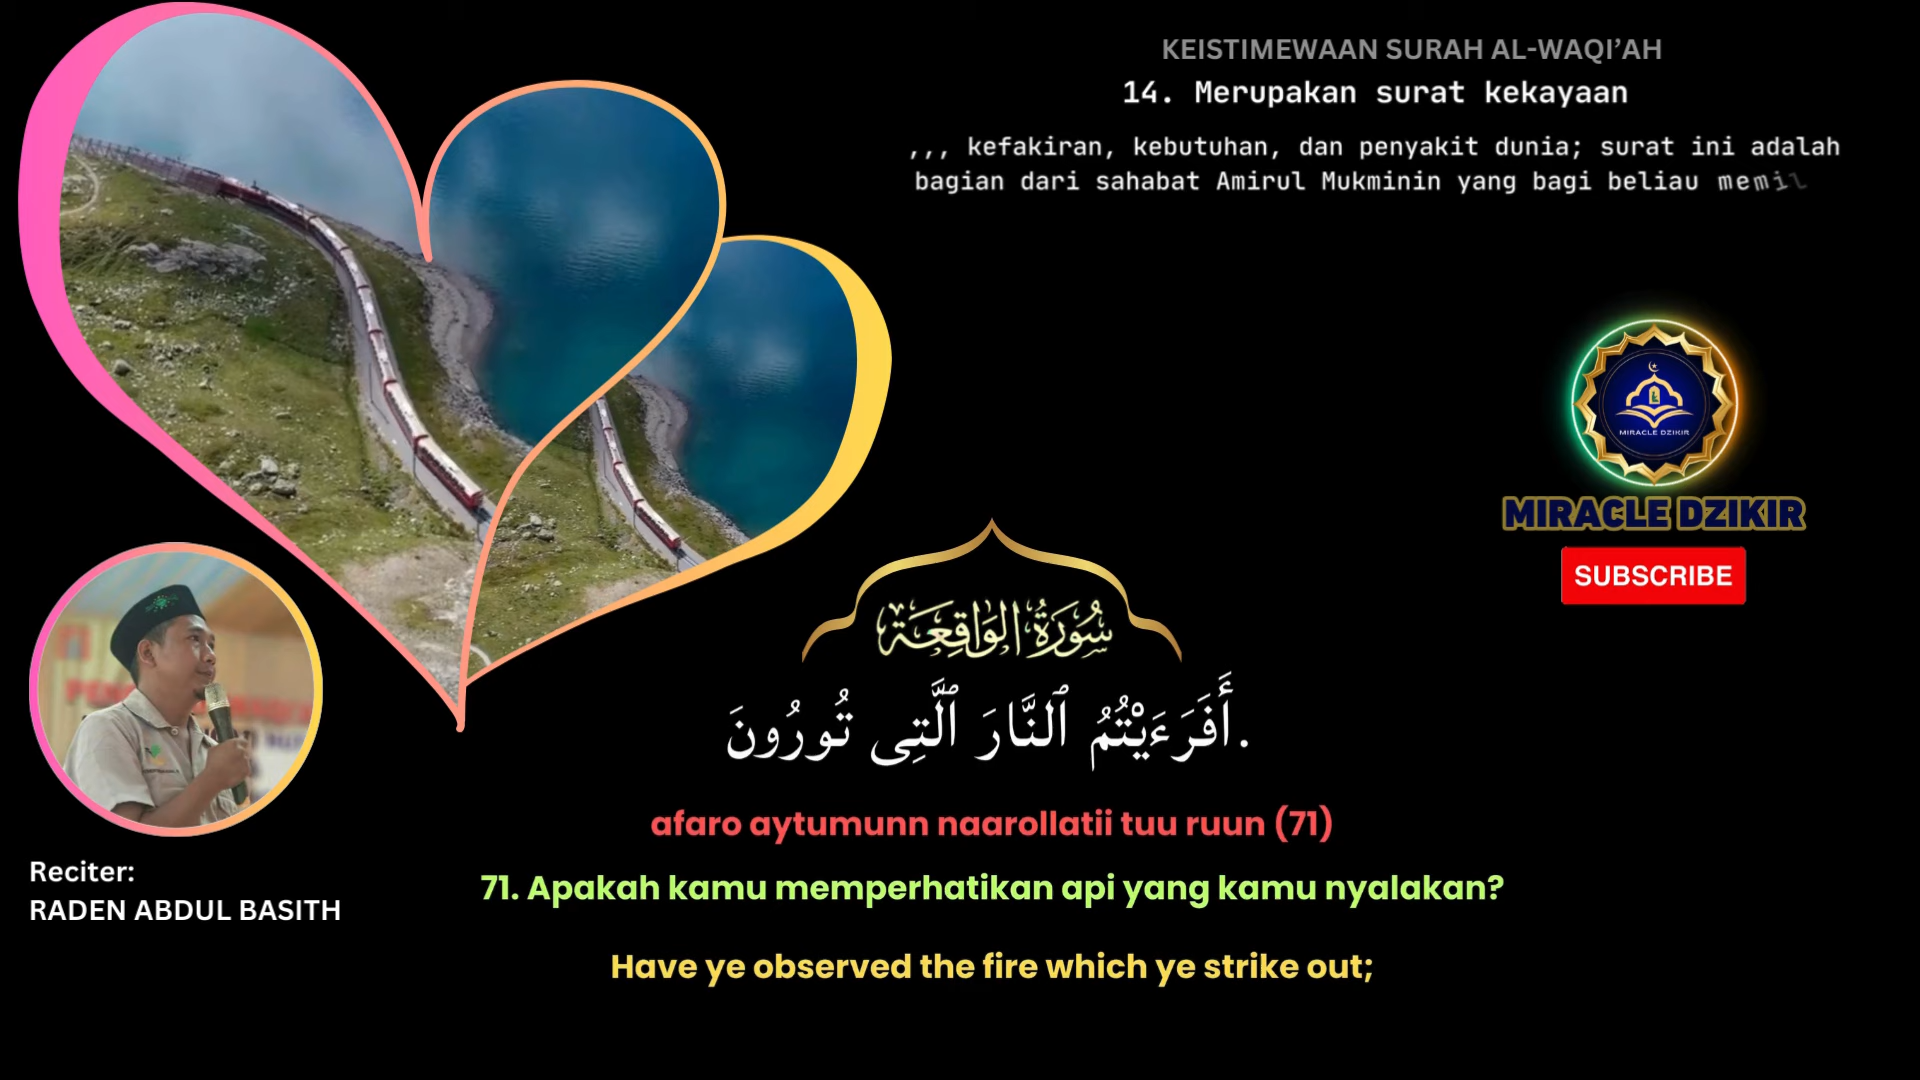 KEISTIMEWAAN SURAH AL-WAQI’AH
14. Merupakan surat kekayaan
,,, kefakiran, kebutuhan, dan penyakit dunia; surat ini adalah
bagian dari sahabat Amirul Mukminin yang bagi beliau memil
MIRACLE DZIKIR
MIRACLE DZIKIR
SUBSCRIBE
سُورَةُ الوَاقِعَة
أَفَرَءَيْتُمُ ٱلنَّارَ ٱلَّتِى تُورُونَ.
afaro aytumunn naarollatii tuu ruun (71)
71. Apakah kamu memperhatikan api yang kamu nyalakan?
Have ye observed the fire which ye strike out;
Reciter:
RADEN ABDUL BASITH